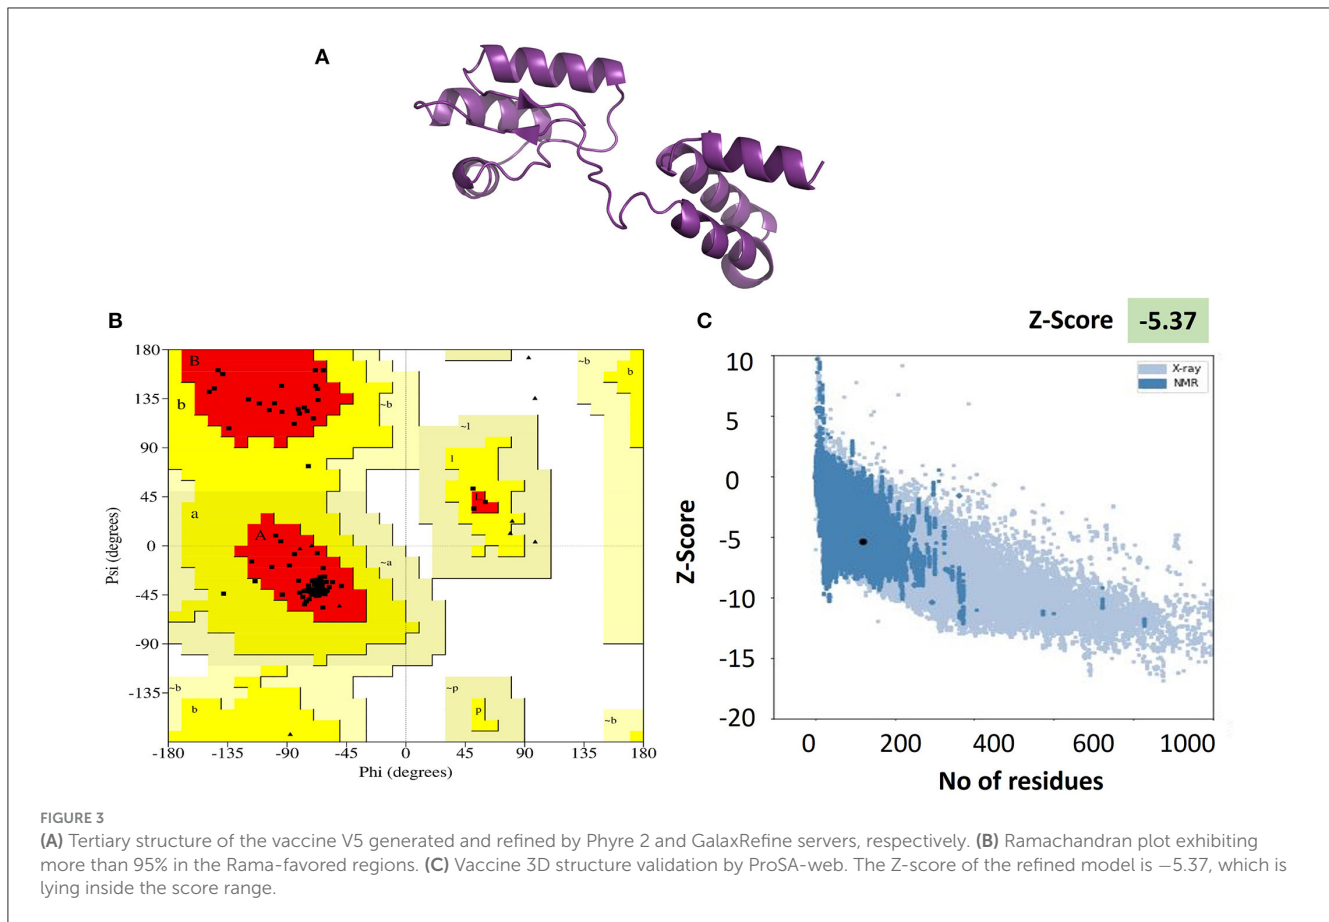 (A)
(B)
180
135
90
45
0
-45
-90
-135
Psi (degrees)
B
b
~b
~b
b
~l
l
L
a
A
~a
~b
b
~p
p
~b
-180
-135
-90
-45
0
45
90
135
180
Phi (degrees)
(C)
Z-Score -5.37
10
5
0
-5
-10
-15
-20
Z-Score
X-ray
NMR
0
200
400
600
1000
No of residues
FIGURE 3
(A) Tertiary structure of the vaccine V5 generated and refined by Phyre 2 and GalaxRefine servers, respectively. (B) Ramachandran plot exhibiting
more than 95% in the Rama-favored regions. (C) Vaccine 3D structure validation by ProSA-web. The Z-score of the refined model is −5.37, which is
lying inside the score range.